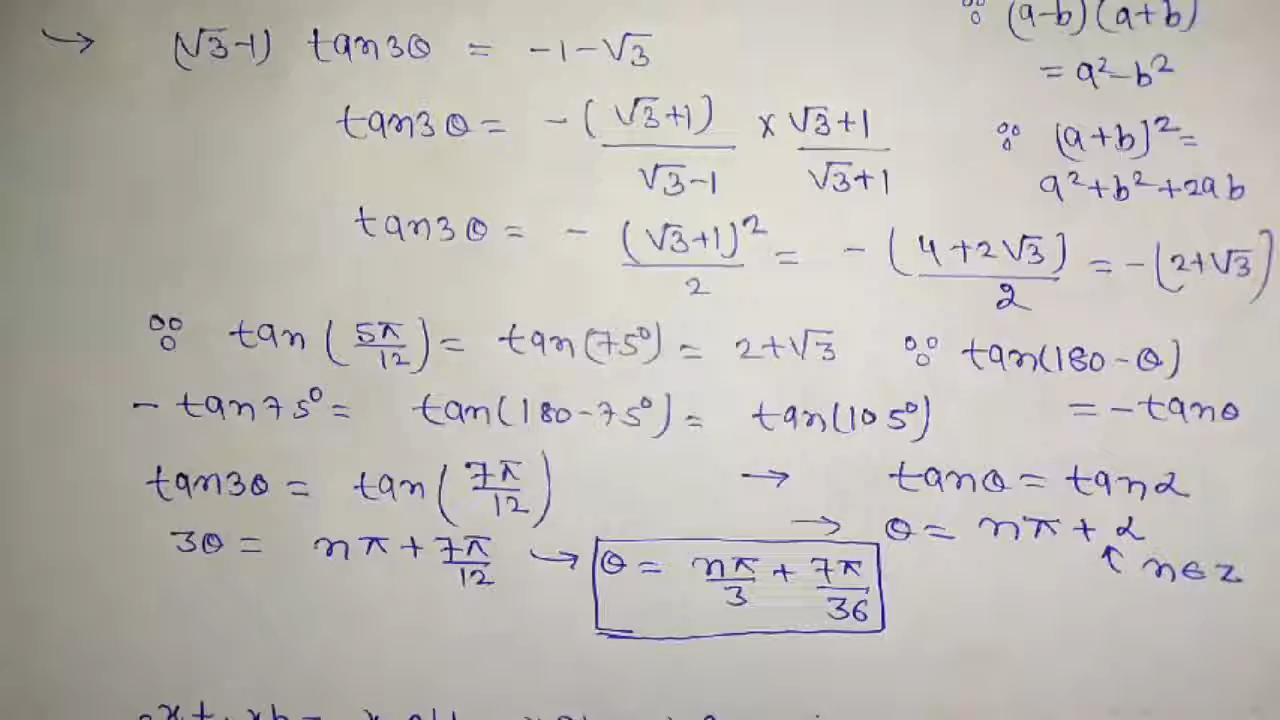 ∵ (a-b)(a+b)
→ (√3-1) tan3θ = -1-√3
= a²-b²
tan3θ = -(√3+1)/(√3-1) × (√3+1)/(√3+1)
∵ (a+b)² =
a²+b²+2ab
tan3θ = - (√3+1)²/2 = - (4+2√3)/2 = -(2+√3)
∵ tan(5π/12) = tan(75°) = 2+√3 ∵ tan(180-θ)
- tan75° = tan(180-75°) = tan(105°) = -tanθ
tan3θ = tan(7π/12) → tanθ = tan2
3θ = nπ + 7π/12 → θ = nπ/3 + 7π/36
→ θ = nπ + 2
↑ n∈Z